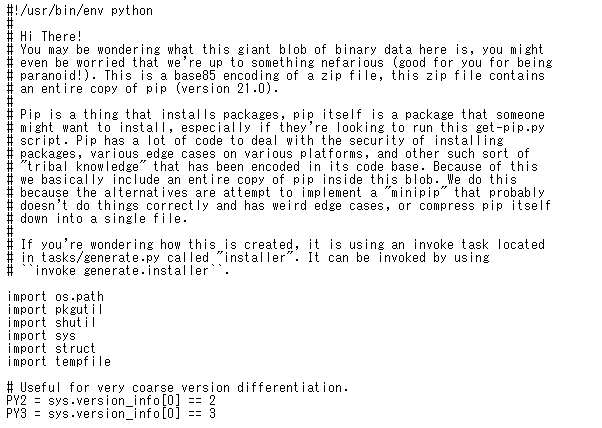 #!/usr/bin/env python
#
# Hi There!
# You may be wondering what this giant blob of binary data here is, you might
# even be worried that we're up to something nefarious (good for you for being
# paranoid!). This is a base85 encoding of a zip file, this zip file contains
# an entire copy of pip (version 21.0).
#
# Pip is a thing that installs packages, pip itself is a package that someone
# might want to install, especially if they're looking to run this get-pip.py
# script. Pip has a lot of code to deal with the security of installing
# packages, various edge cases on various platforms, and other such sort of
# "tribal knowledge" that has been encoded in its code base. Because of this
# we basically include an entire copy of pip inside this blob. We do this
# because the alternatives are attempt to implement a "minipip" that probably
# doesn't do things correctly and has weird edge cases, or compress pip itself
# down into a single file.
#
# If you're wondering how this is created, it is using an invoke task located
# in tasks/generate.py called "installer". It can be invoked by using
# ``invoke generate.installer``.

import os.path
import pkgutil
import shutil
import sys
import struct
import tempfile

# Useful for very coarse version differentiation.
PY2 = sys.version_info[0] == 2
PY3 = sys.version_info[0] == 3